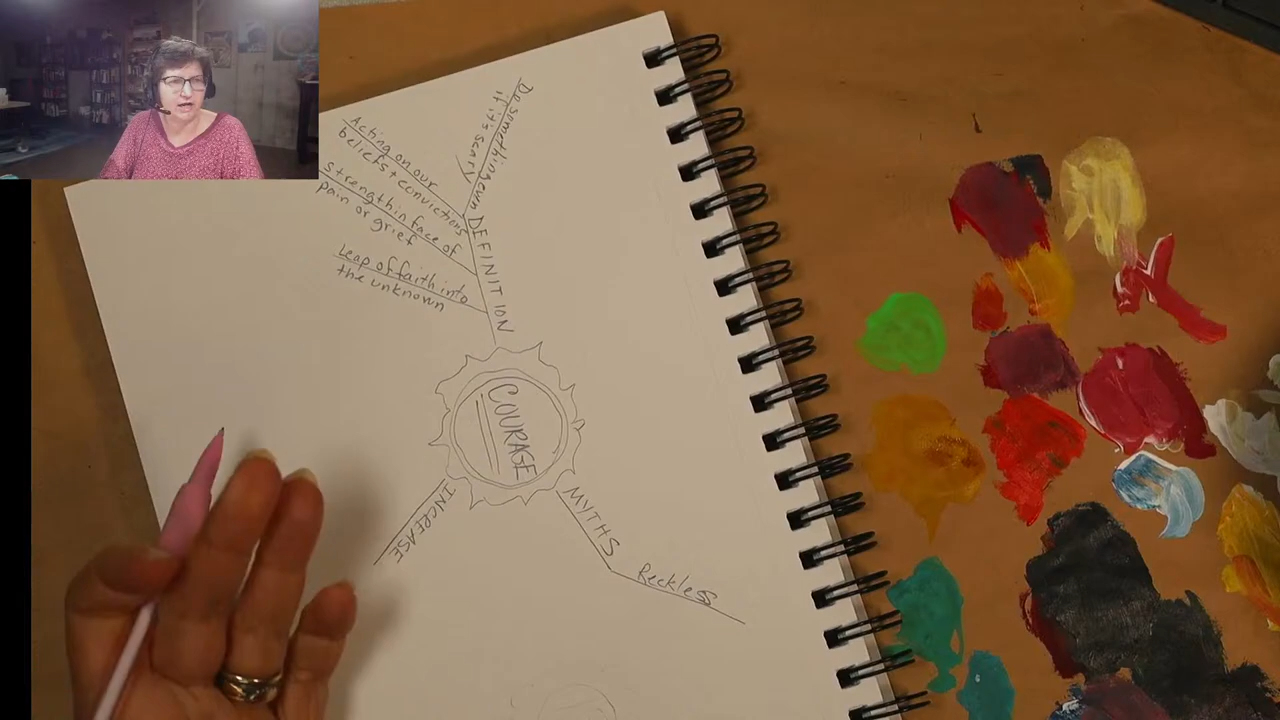 Do something even
if it's scary
Acting on our
beliefs + convictions
strength in face of
pain or grief
Leap of faith into
the unknown
DEFINITION
COURAGE
INCREASE
MYTHS
Reckless